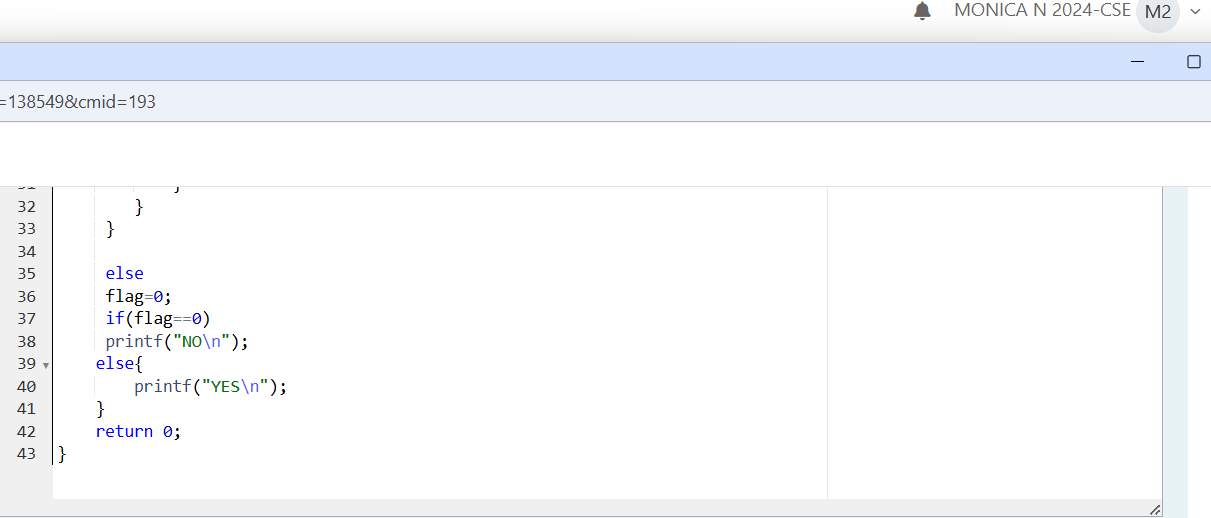 MONICA N 2024-CSE M2
=138549&cmid=193
32 }
33 }
34
35 else
36 flag=0;
37 if(flag==0)
38 printf("NO\n");
39 else{
40 printf("YES\n");
41 }
42 return 0;
43 }